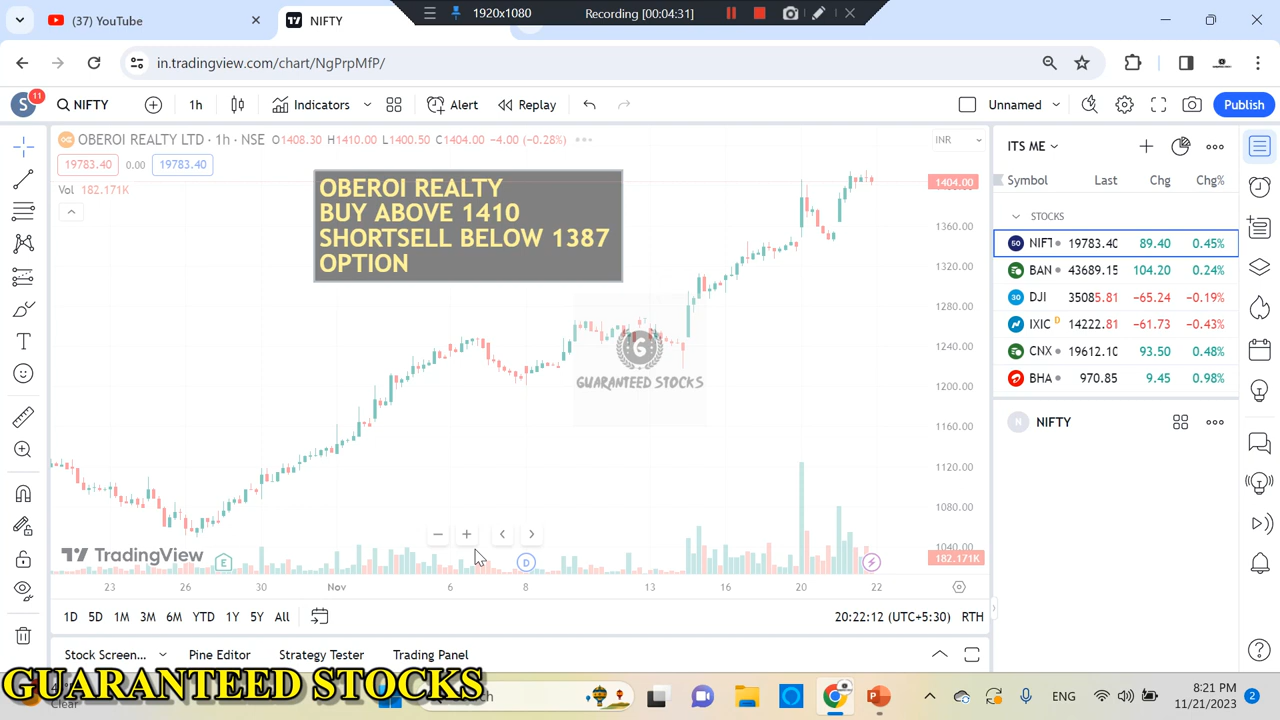 (37) YouTube
NIFTY
1920x1080
Recording [00:04:31]
in.tradingview.com/chart/NgPrpMfP/
S
11
NIFTY
1h
Indicators
Alert
Replay
Unnamed
Publish
OBEROI REALTY LTD · 1h · NSE O1408.30 H1410.00 L1400.50 C1404.00 −4.00 (−0.28%)
INR
19783.40 0.00 19783.40
Vol 182.171K
OBEROI REALTY
BUY ABOVE 1410
SHORTSELL BELOW 1387
OPTION
1404.00
1360.00
1320.00
1280.00
1240.00
1200.00
1160.00
1120.00
1080.00
1040.00
182.171K
G
GUARANTEED STOCKS
TradingView
E
D
23 26 30 Nov 6 8 13 16 20 22
1D 5D 1M 3M 6M YTD 1Y 5Y All
20:22:12 (UTC+5:30) RTH
Stock Screen... Pine Editor Strategy Tester Trading Panel
ITS ME
Symbol Last Chg Chg%
STOCKS
50 NIFT 19783.40 89.40 0.45%
BAN 43689.15 104.20 0.24%
30 DJI 35085.81 −65.24 −0.19%
IXIC D 14222.81 −61.73 −0.43%
CNX 19612.10 93.50 0.48%
BHA 970.85 9.45 0.98%
N NIFTY
GUARANTEED STOCKS
Clear
ENG
8:21 PM
11/21/2023
2